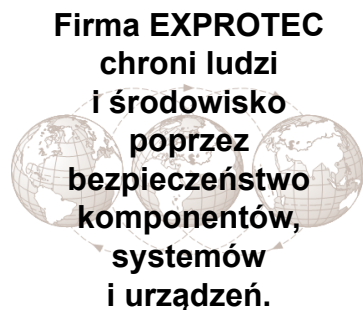 Firma EXPROTEC
chroni ludzi
i środowisko
poprzez
bezpieczeństwo
komponentów,
systemów
i urządzeń.